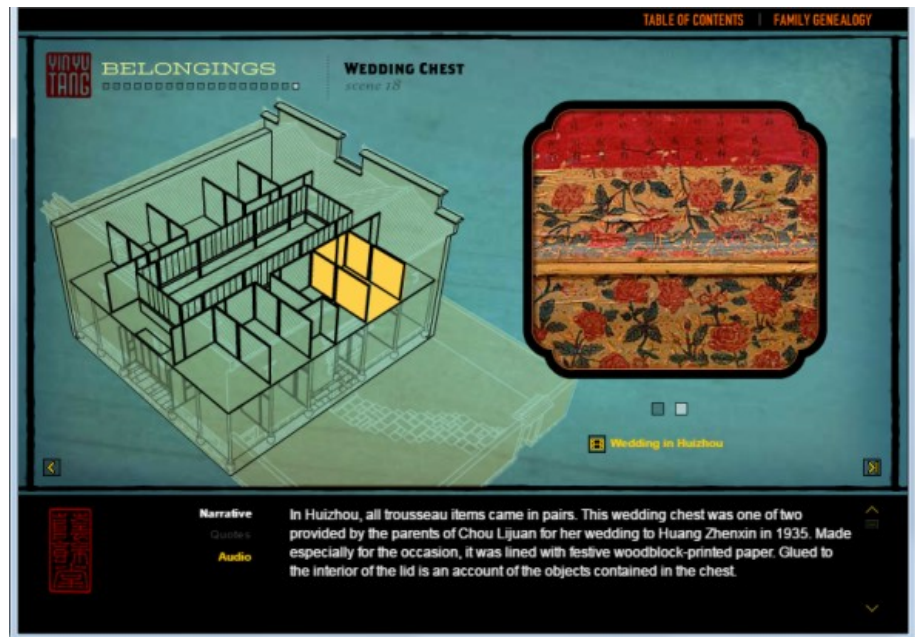 TABLE OF CONTENTS | FAMILY GENEALOGY
YIN YU
TANG
BELONGINGS
WEDDING CHEST
scene 18
Wedding in Huizhou
Narrative
Quotes
Audio
In Huizhou, all trousseau items came in pairs. This wedding chest was one of two
provided by the parents of Chou Lijuan for her wedding to Huang Zhenxin in 1935. Made
especially for the occasion, it was lined with festive woodblock-printed paper. Glued to
the interior of the lid is an account of the objects contained in the chest.